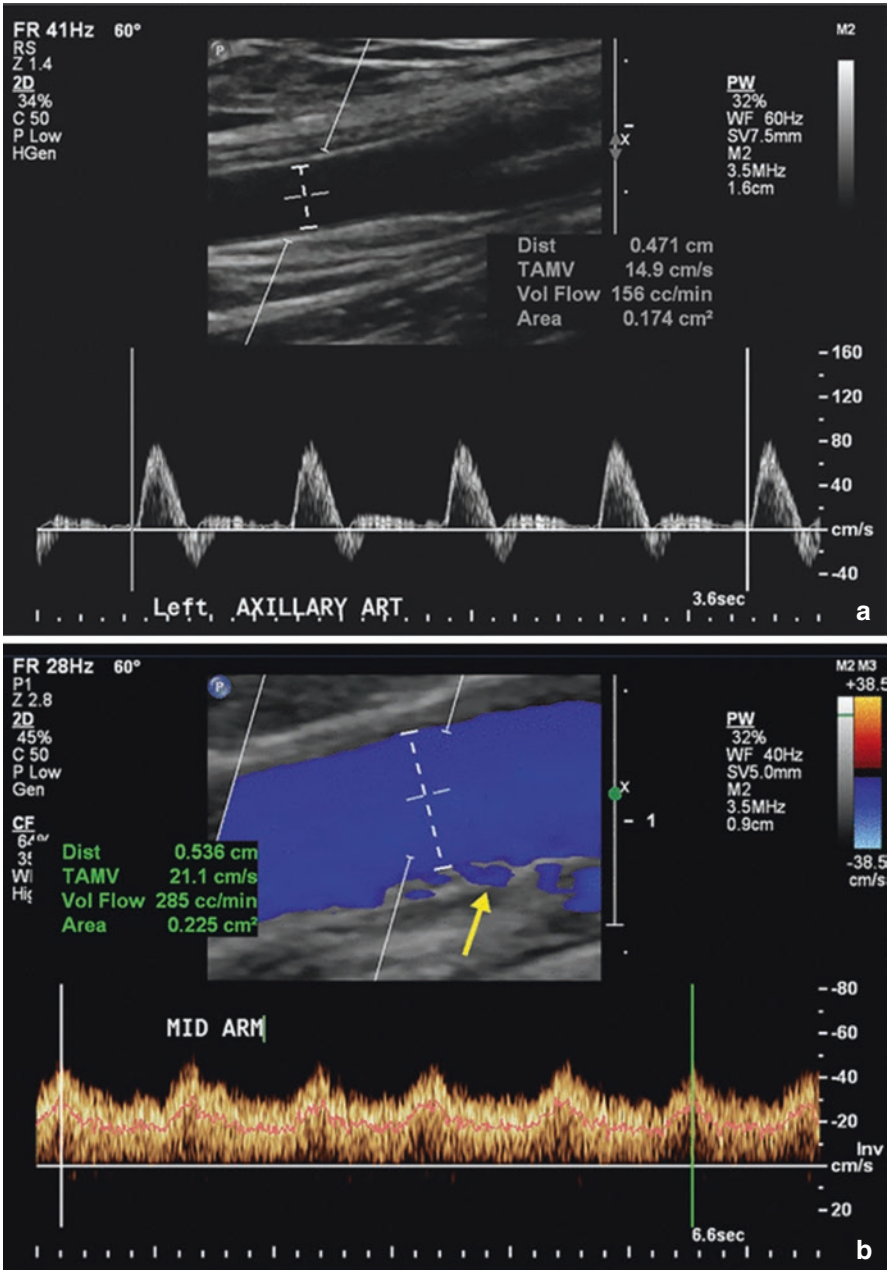 FR 41Hz 60°
RS
Z 1.4
2D
34%
C 50
P Low
HGen
P
M2
PW
32%
WF 60Hz
SV7.5mm
M2
3.5MHz
1.6cm
X
Dist 0.471 cm
TAMV 14.9 cm/s
Vol Flow 156 cc/min
Area 0.174 cm²
160
120
80
40
cm/s
-40
3.6sec
Left AXILLARY ART
a
FR 28Hz 60°
P1
Z 2.8
2D
45%
C 50
P Low
Gen
CF
P
M2 M3
+38.5
-38.5
cm/s
PW
32%
WF 40Hz
SV5.0mm
M2
3.5MHz
0.9cm
X
1
Dist 0.536 cm
TAMV 21.1 cm/s
Vol Flow 285 cc/min
Area 0.225 cm²
MID ARM
-80
-60
-40
-20
Inv
cm/s
20
6.6sec
b